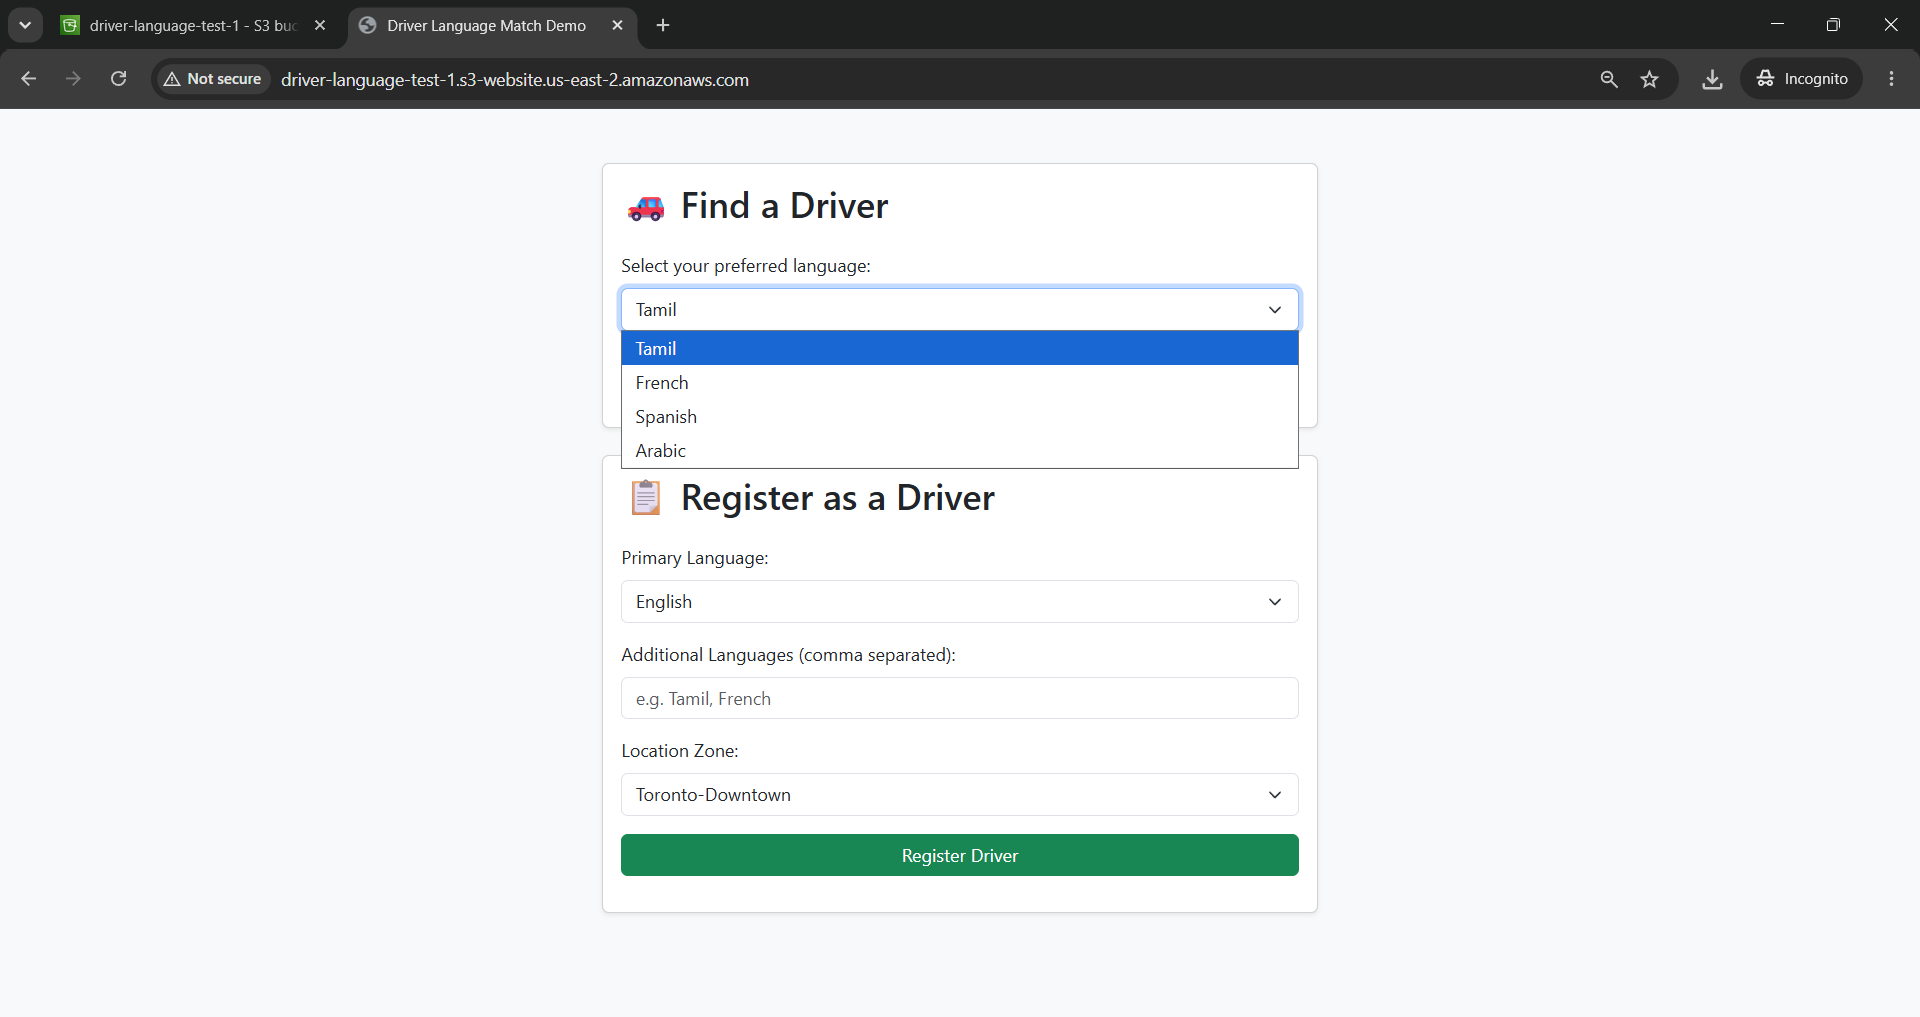 driver-language-test-1 - S3 buc
Driver Language Match Demo
Not secure
driver-language-test-1.s3-website.us-east-2.amazonaws.com
Incognito
Find a Driver
Select your preferred language:
Tamil
Tamil
French
Spanish
Arabic
Register as a Driver
Primary Language:
English
Additional Languages (comma separated):
e.g. Tamil, French
Location Zone:
Toronto-Downtown
Register Driver